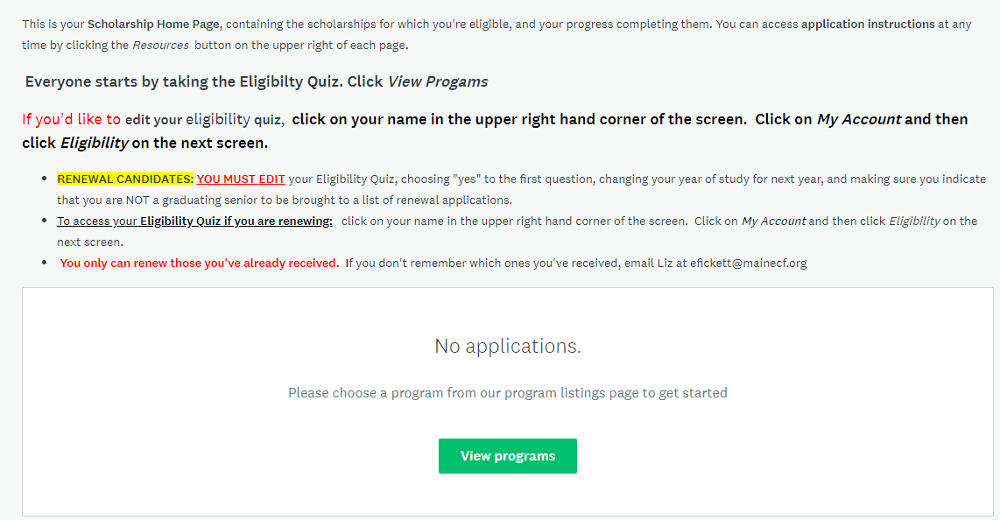 This is your Scholarship Home Page, containing the scholarships for which you're eligible, and your progress completing them. You can access application instructions at any
time by clicking the Resources button on the upper right of each page.
Everyone starts by taking the Eligibilty Quiz. Click View Progams
If you'd like to edit your eligibility quiz, click on your name in the upper right hand corner of the screen. Click on My Account and then
click Eligibility on the next screen.
• RENEWAL CANDIDATES: YOU MUST EDIT your Eligibility Quiz, choosing "yes" to the first question, changing your year of study for next year, and making sure you indicate
that you are NOT a graduating senior to be brought to a list of renewal applications.
• To access your Eligibility Quiz if you are renewing: click on your name in the upper right hand corner of the screen. Click on My Account and then click Eligibility on the
next screen.
• You only can renew those you've already received. If you don't remember which ones you've received, email Liz at efickett@mainecf.org
No applications.
Please choose a program from our program listings page to get started
View programs